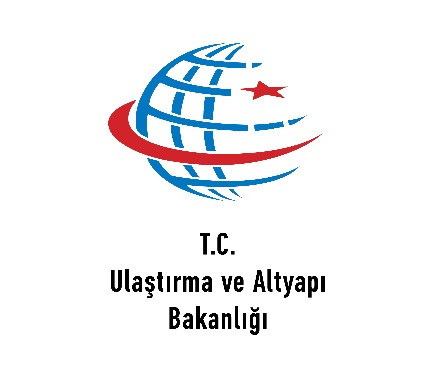 T.C.
Ulaştırma ve Altyapı
Bakanlığı